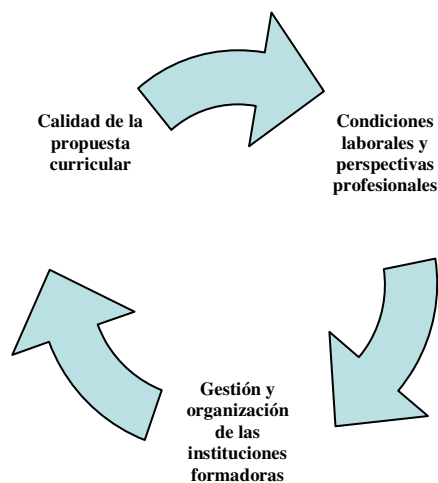 Calidad de la
propuesta
curricular
Condiciones
laborales y
perspectivas
profesionales
Gestión y
organización
de las
instituciones
formadoras